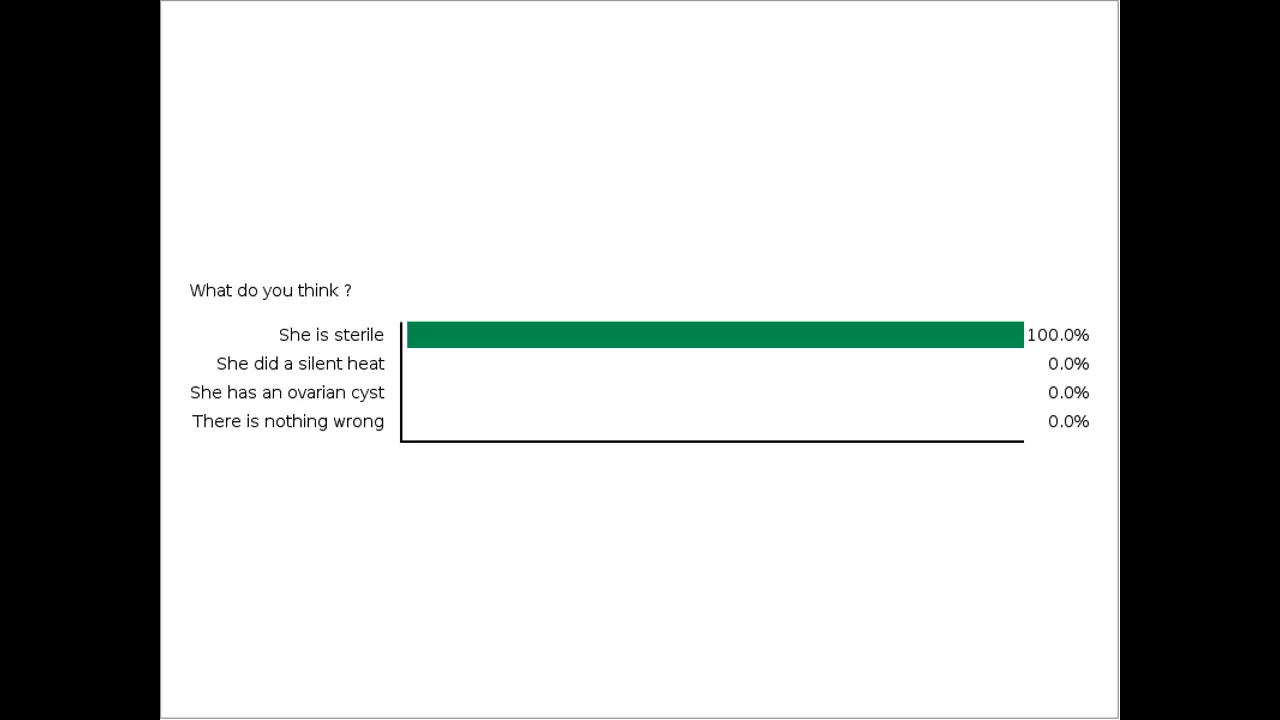 What do you think ?
She is sterile 100.0%
She did a silent heat 0.0%
She has an ovarian cyst 0.0%
There is nothing wrong 0.0%